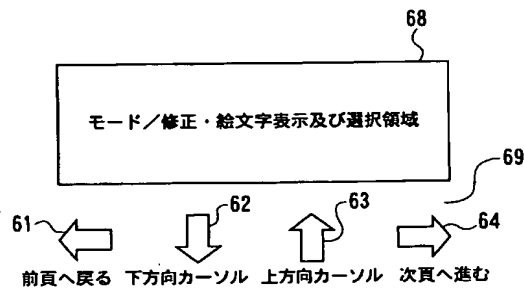 68
モード／修正・絵文字表示及び選択領域
69
61 62 63 64
前頁へ戻る 下方向カーソル 上方向カーソル 次頁へ進む